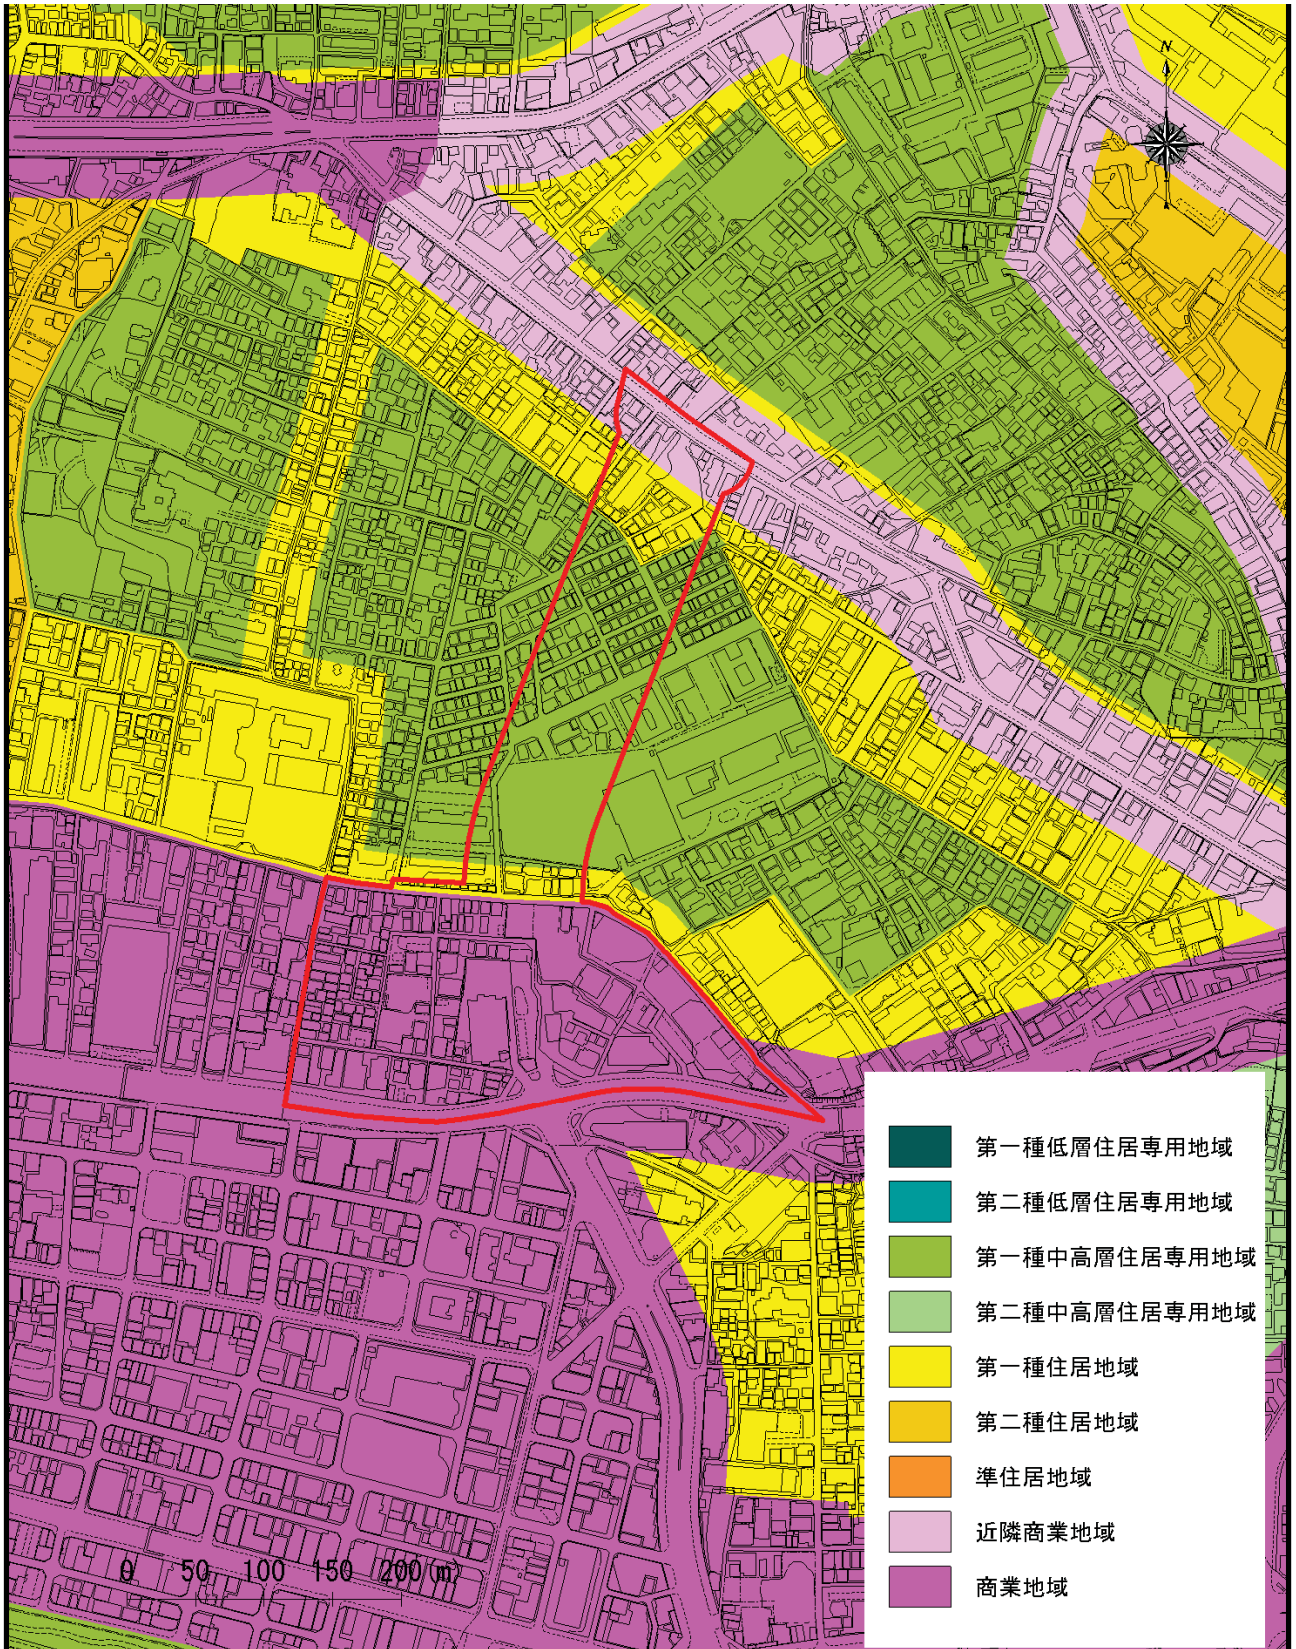 N
第一種低層住居専用地域
第二種低層住居専用地域
第一種中高層住居専用地域
第二種中高層住居専用地域
第一種住居地域
第二種住居地域
準住居地域
近隣商業地域
商業地域
0 50 100 150 200(m)